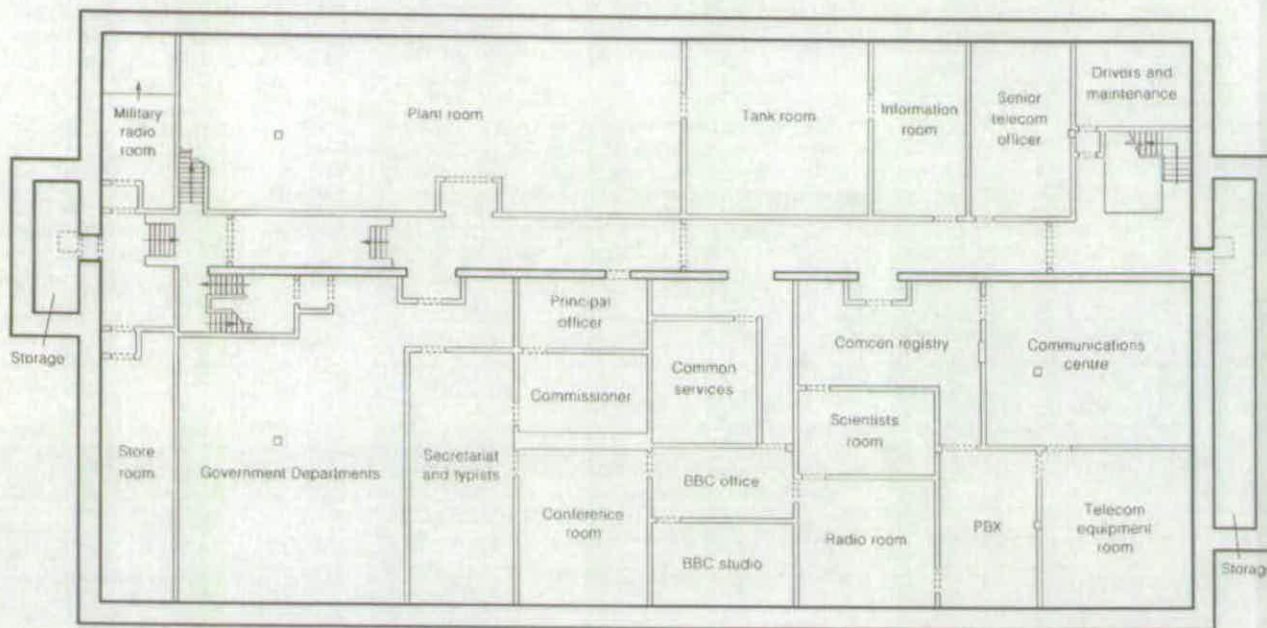 Military
radio
room
Plant room
Tank room
Information
room
Senior
telecom
officer
Drivers and
maintenance
Storage
Principal
officer
Commissioner
Common
services
Comcen registry
Communications
centre
Scientists
room
Store
room
Government Departments
Secretariat
and typists
Conference
room
BBC office
BBC studio
Radio room
PBX
Telecom
equipment
room
Storage